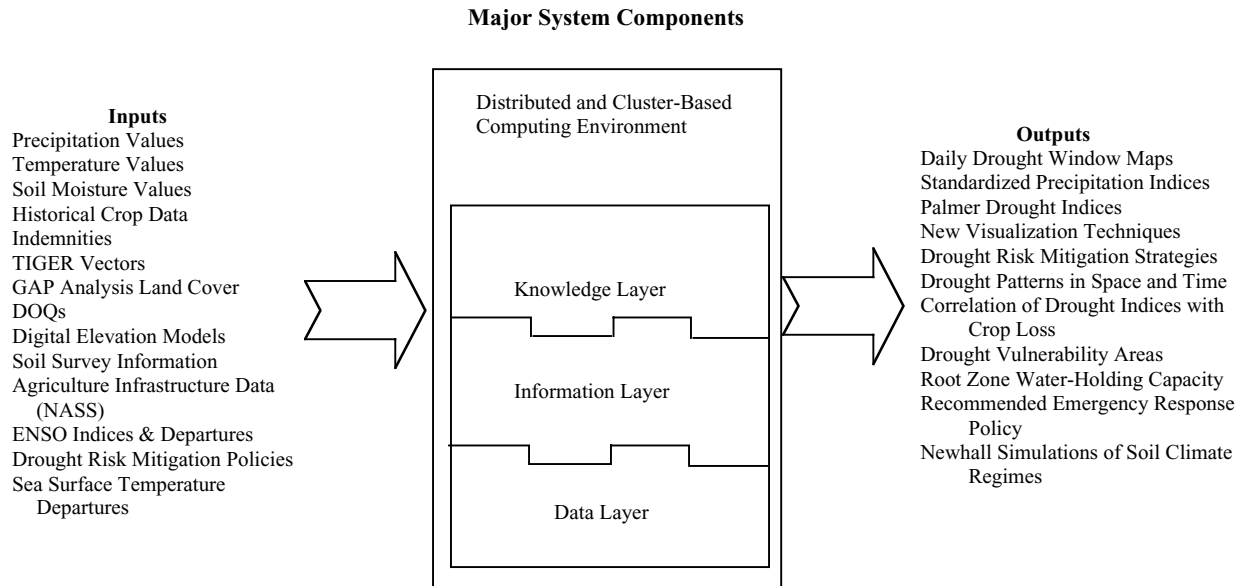 Major System Components
Inputs
Precipitation Values
Temperature Values
Soil Moisture Values
Historical Crop Data
Indemnities
TIGER Vectors
GAP Analysis Land Cover
DOQs
Digital Elevation Models
Soil Survey Information
Agriculture Infrastructure Data
(NASS)
ENSO Indices & Departures
Drought Risk Mitigation Policies
Sea Surface Temperature
Departures
Distributed and Cluster-Based
Computing Environment
Knowledge Layer
Information Layer
Data Layer
Outputs
Daily Drought Window Maps
Standardized Precipitation Indices
Palmer Drought Indices
New Visualization Techniques
Drought Risk Mitigation Strategies
Drought Patterns in Space and Time
Correlation of Drought Indices with
Crop Loss
Drought Vulnerability Areas
Root Zone Water-Holding Capacity
Recommended Emergency Response
Policy
Newhall Simulations of Soil Climate
Regimes